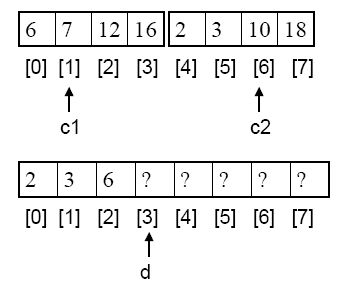 6 7 12 16 2 3 10 18
[0] [1] [2] [3] [4] [5] [6] [7]
c1 c2
2 3 6 ? ? ? ? ?
[0] [1] [2] [3] [4] [5] [6] [7]
d